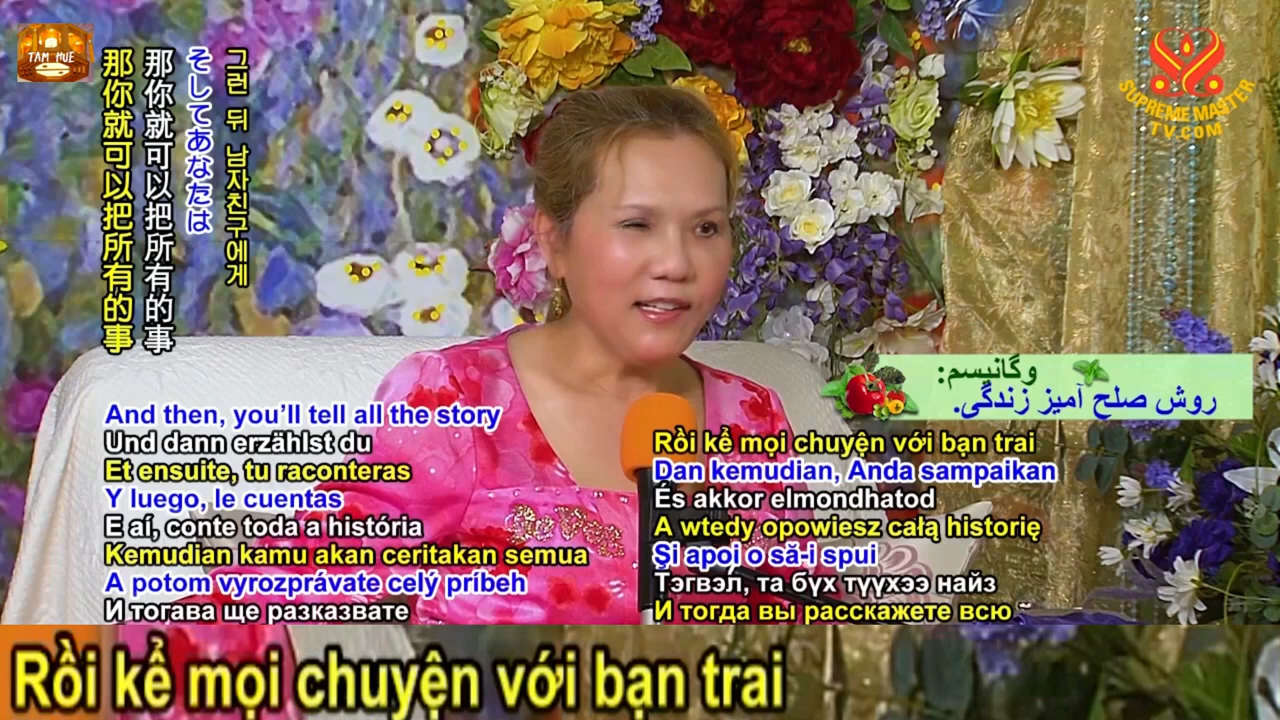 TAM HUE
SUPREME MASTER
TV.COM
그런 뒤 남자친구에게
そしてあなたは
那你就可以把所有的事
那你就可以把所有的事
وگانیسم:
روش صلح آمیز زندگی.
And then, you’ll tell all the story
Und dann erzählst du
Et ensuite, tu raconteras
Y luego, le cuentas
E aí, conte toda a história
Kemudian kamu akan ceritakan semua
A potom vyrozprávate celý príbeh
И тогава ще разказвате
Rồi kể mọi chuyện với bạn trai
Dan kemudian, Anda sampaikan
És akkor elmondhatod
A wtedy opowiesz całą historię
Şi apoi o să-i spui
Тэгвэл, та бүх түүхээ найз
И тогда вы расскажете всю ~
Rồi kể mọi chuyện với bạn trai